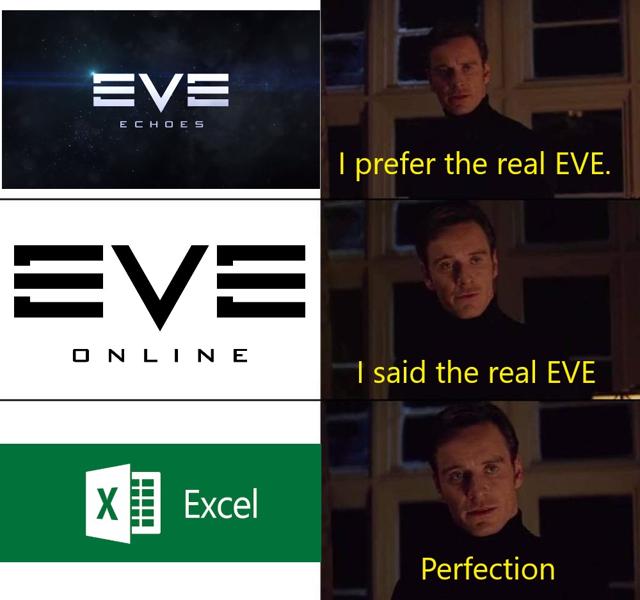 EVE
ECHOES
I prefer the real EVE.
EVE
ONLINE
I said the real EVE
X
Excel
Perfection